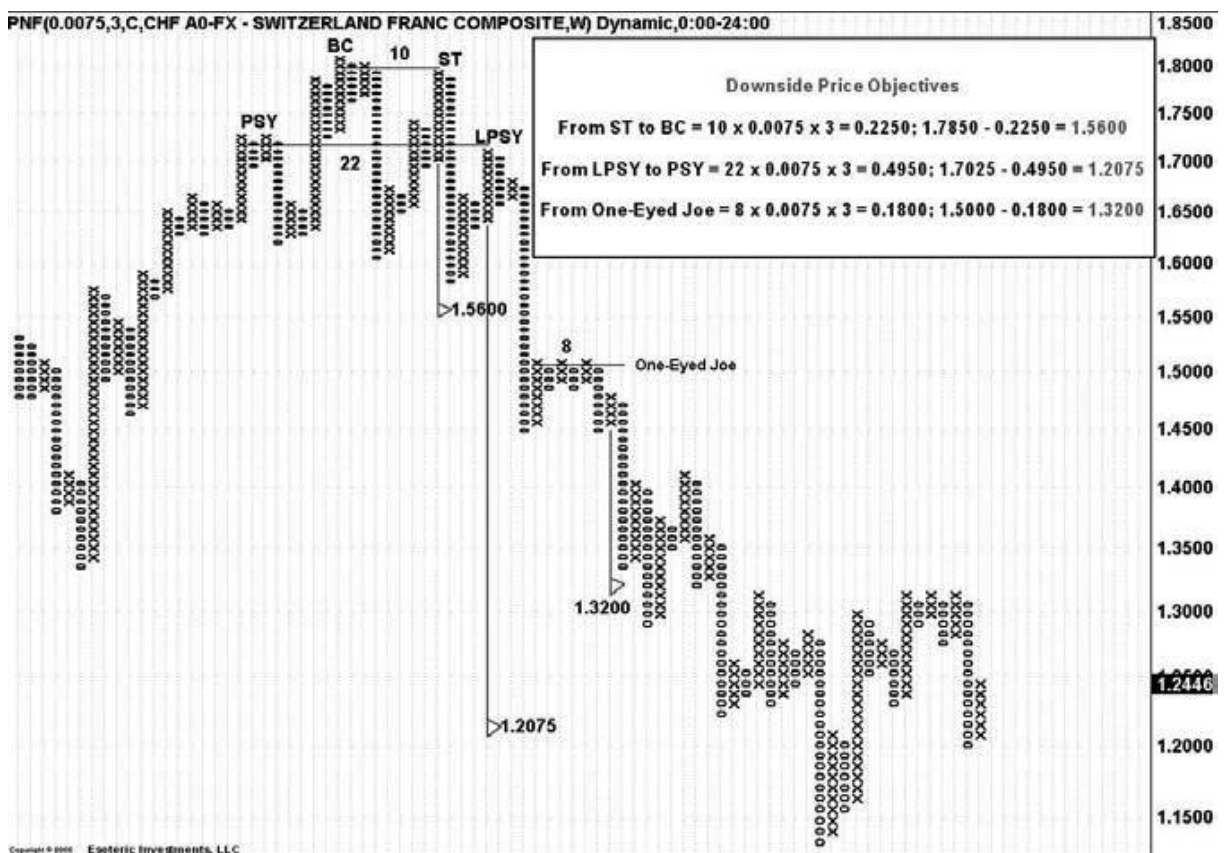 PNF(0.0075,3,C,CHF A0-FX - SWITZERLAND FRANC COMPOSITE,W) Dynamic,0:00-24:00
1.8500
BC
10
ST
1.8000
Downside Price Objectives
1.7500
PSY
LPSY
From ST to BC = 10 x 0.0075 x 3 = 0.2250; 1.7850 - 0.2250 = 1.5600
22
1.7000
From LPSY to PSY = 22 x 0.0075 x 3 = 0.4950; 1.7025 - 0.4950 = 1.2075
1.6500
From One-Eyed Joe = 8 x 0.0075 x 3 = 0.1800; 1.5000 - 0.1800 = 1.3200
1.6000
1.5600
1.5500
8
One-Eyed Joe
1.5000
1.4500
1.4000
1.3500
1.3200
1.3000
1.2446
1.2075
1.2000
1.1500
Esoteric Investments, LLC